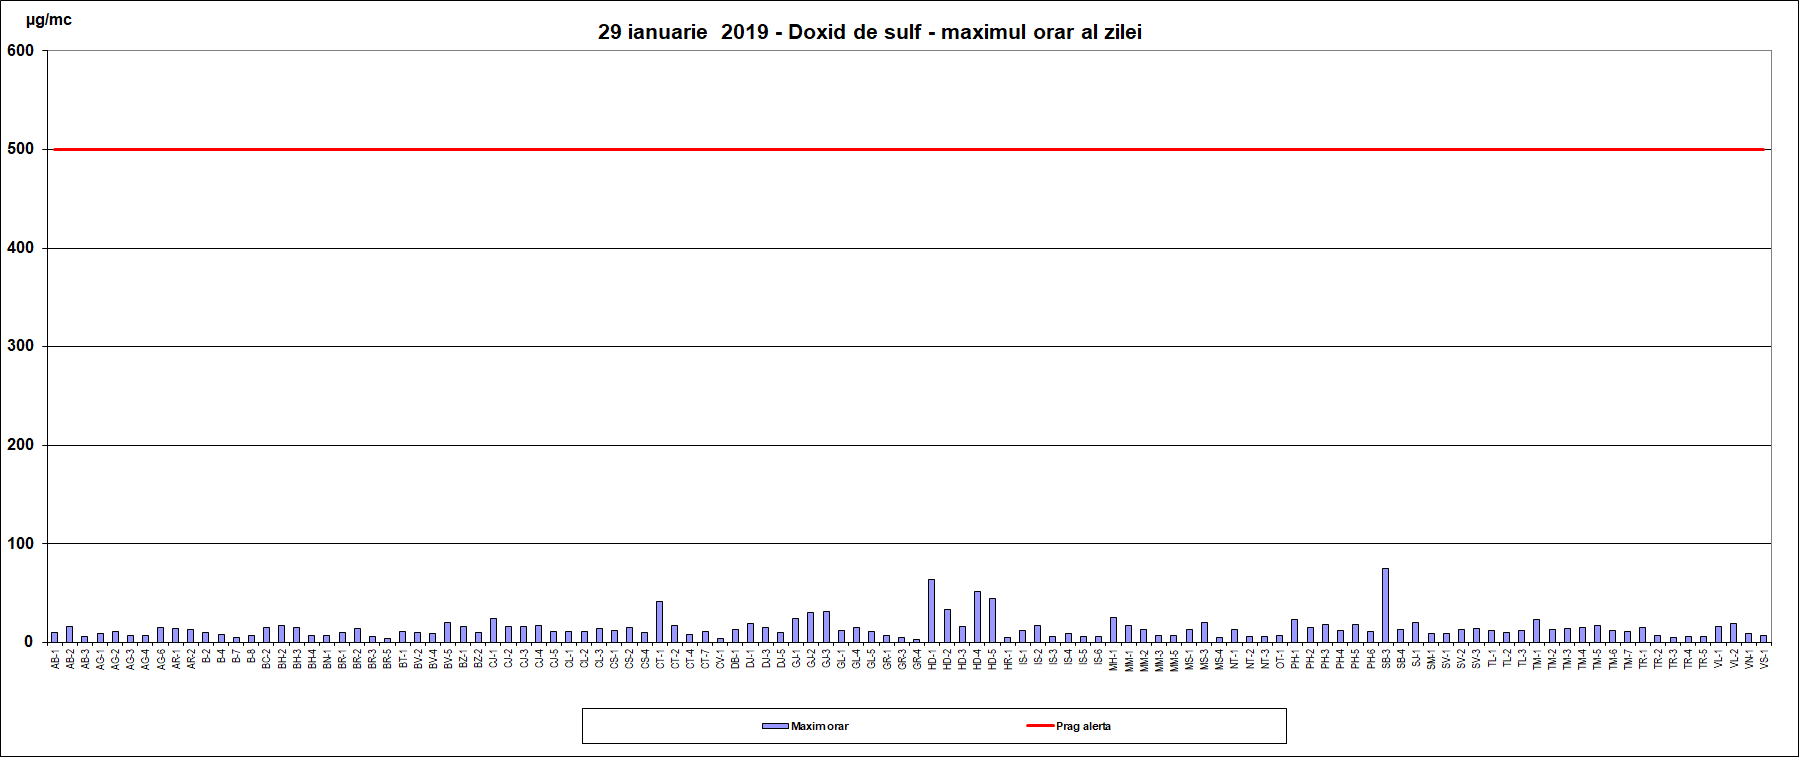 µg/mc
29 ianuarie  2019 - Doxid de sulf - maximul orar al zilei
600
500
400
300
200
100
0
AB-1 AB-2 AB-3 AG-1 AG-2 AG-3 AG-4 AG-6 AR-1 AR-2 B-2 B-4 B-7 B-8 BC-2 BH-2 BH-3 BH-4 BN-1 BR-1 BR-2 BR-3 BR-5 BT-1 BV-2 BV-4 BV-5 BZ-1 BZ-2 CJ-1 CJ-2 CJ-3 CJ-4 CJ-5 CL-1 CL-2 CL-3 CS-1 CS-2 CS-4 CT-1 CT-2 CT-4 CT-7 CV-1 DB-1 DJ-1 DJ-3 DJ-5 GJ-1 GJ-2 GJ-3 GL-1 GL-4 GL-5 GR-1 GR-3 GR-4 HD-1 HD-2 HD-3 HD-4 HD-5 HR-1 IS-1 IS-2 IS-3 IS-4 IS-5 IS-6 MH-1 MM-1 MM-2 MM-3 MM-5 MS-1 MS-3 MS-4 NT-1 NT-2 NT-3 OT-1 PH-1 PH-2 PH-3 PH-4 PH-5 PH-6 SB-3 SB-4 SJ-1 SM-1 SV-1 SV-2 SV-3 TL-1 TL-2 TL-3 TM-1 TM-2 TM-3 TM-4 TM-5 TM-6 TM-7 TR-1 TR-2 TR-3 TR-4 TR-5 VL-1 VL-2 VN-1 VS-1
Maxim orar
Prag alerta